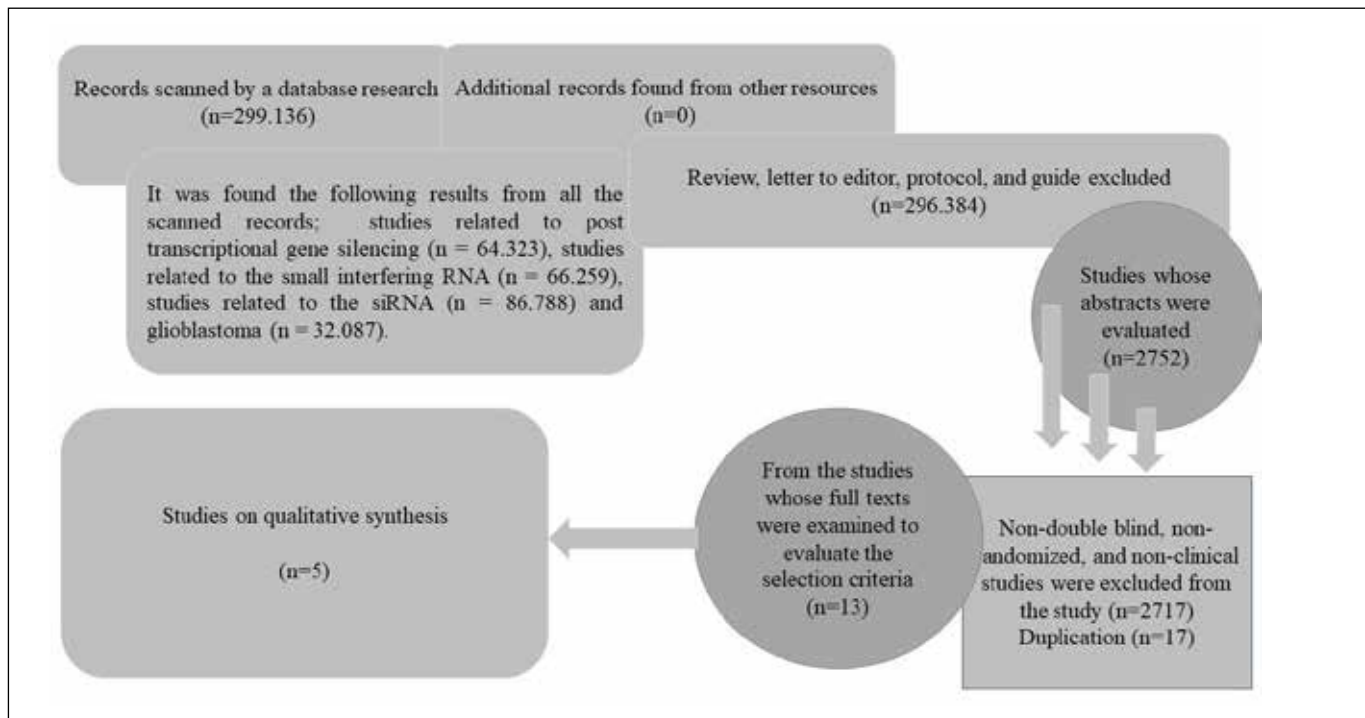 Records scanned by a database research
(n=299.136)
Additional records found from other resources
(n=0)
It was found the following results from all the
scanned records; studies related to post
transcriptional gene silencing (n = 64.323), studies
related to the small interfering RNA (n = 66.259),
studies related to the siRNA (n = 86.788) and
glioblastoma (n = 32.087).
Review, letter to editor, protocol, and guide excluded
(n=296.384)
Studies whose
abstracts were
evaluated
(n=2752)
Non-double blind, non-
andomized, and non-clinical
studies were excluded from
the study (n=2717)
Duplication (n=17)
From the studies
whose full texts
were examined to
evaluate the
selection criteria
(n=13)
Studies on qualitative synthesis
(n=5)